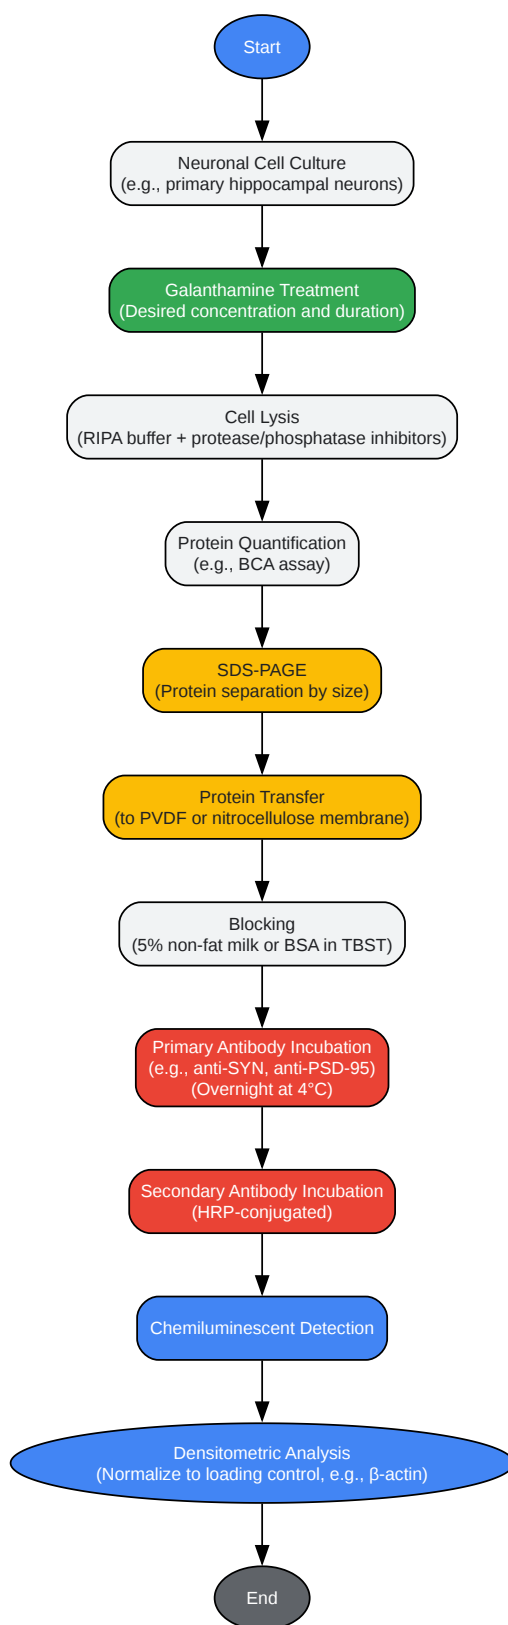 Start
Neuronal Cell Culture
(e.g., primary hippocampal neurons)
Galanthamine Treatment
(Desired concentration and duration)
Cell Lysis
(RIPA buffer + protease/phosphatase inhibitors)
Protein Quantification
(e.g., BCA assay)
SDS-PAGE
(Protein separation by size)
Protein Transfer
(to PVDF or nitrocellulose membrane)
Blocking
(5% non-fat milk or BSA in TBST)
Primary Antibody Incubation
(e.g., anti-SYN, anti-PSD-95)
(Overnight at 4°C)
Secondary Antibody Incubation
(HRP-conjugated)
Chemiluminescent Detection
Densitometric Analysis
(Normalize to loading control, e.g., β-actin)
End